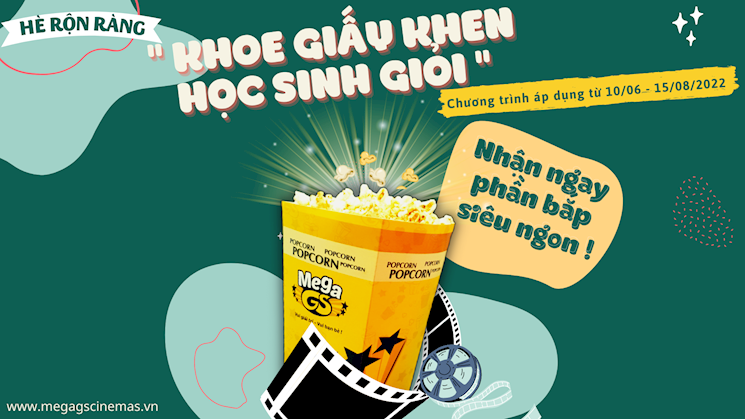 HÈ RỘN RÀNG
" KHOE GIẤY KHEN
HỌC SINH GIỎI "
Chương trình áp dụng từ 10/06 - 15/08/2022
Nhận ngay
phần bắp
siêu ngon !
POPCORN POPCORN
POPCORN POPCORN
POPCORN
POPCORN
Mega
GS
www.megagscinemas.vn